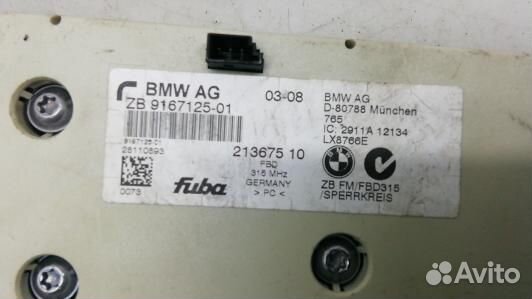 BMW AG
ZB 9167125-01
03-08
BMW AG
D-80788 München
765
IC: 2911A 12134
LX8766E
9167125 01
28110893
213675 10
FBD
315 MHz
GERMANY
> PC <
fuba
0073
ZB FM/FBD315
/SPERRKREIS
Avito